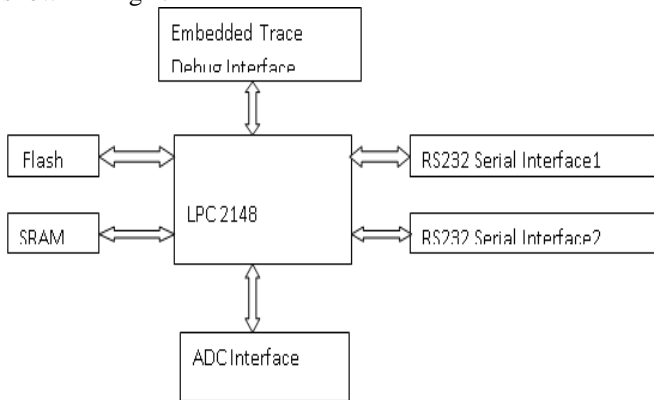 Embedded Trace
Debug Interface
Flash
RS232 Serial Interface1
LPC 2148
SRAM
RS232 Serial Interface2
ADC Interface